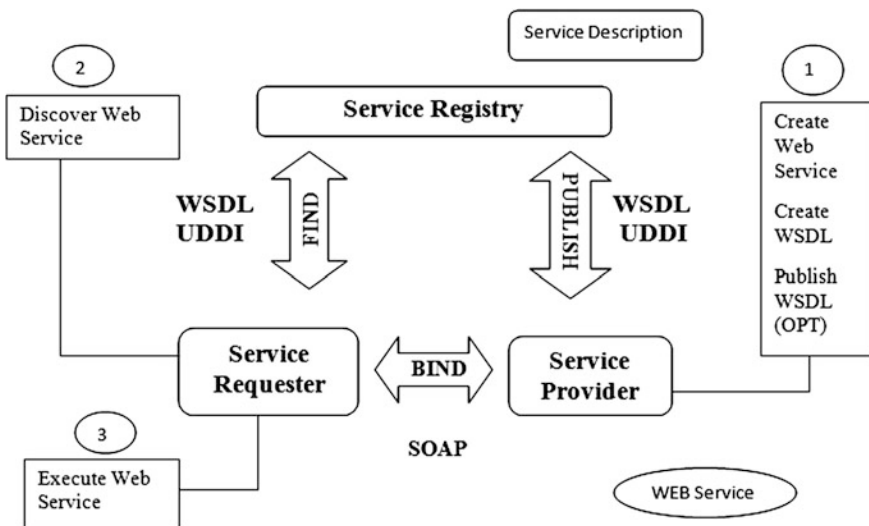 Service Description
2
1
Discover Web
Service
Service Registry
Create
Web
Service
Create
WSDL
Publish
WSDL
(OPT)
WSDL
UDDI
FIND
PUBLISH
WSDL
UDDI
Service
Requester
BIND
Service
Provider
SOAP
3
Execute Web
Service
WEB Service